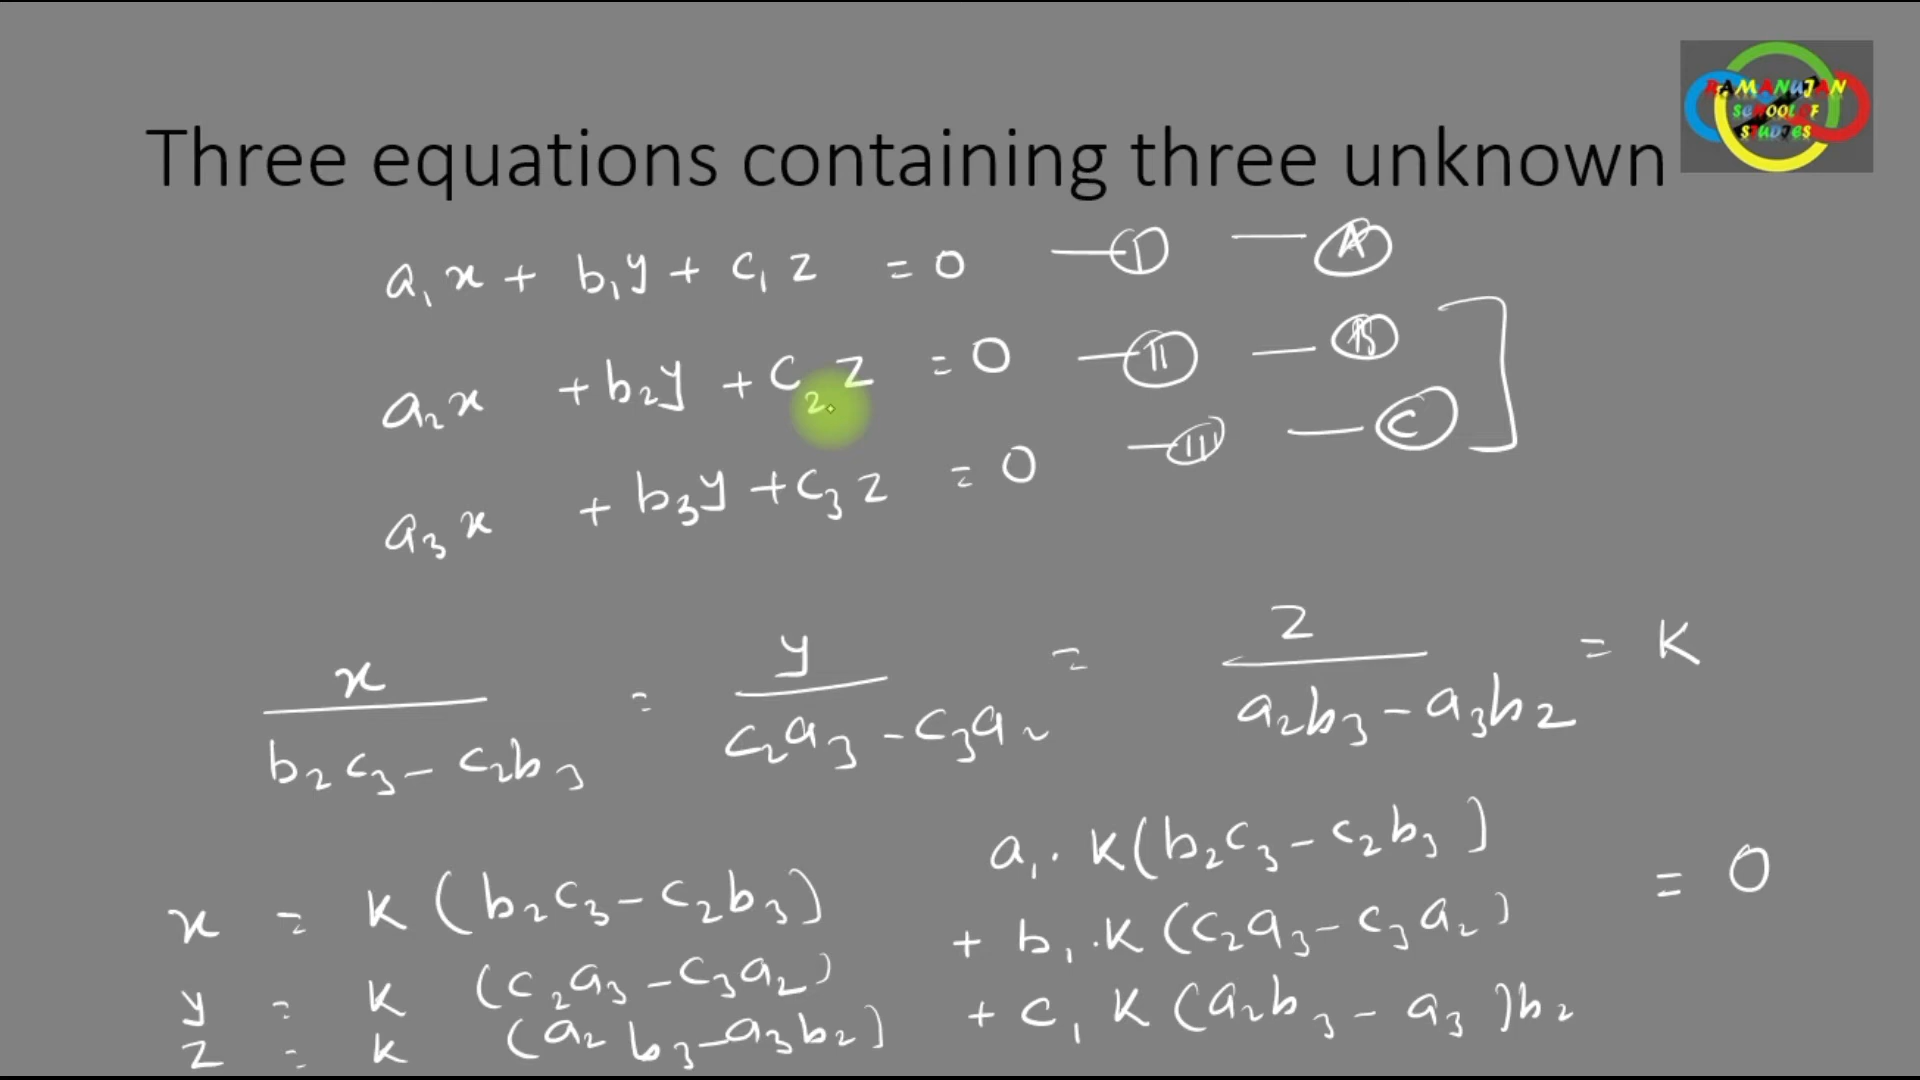 RAMANUJAN
SCHOOL OF
STUDIES
Three equations containing three unknown
a₁x + b₁y + c₁z = 0 — I — A
a₂x + b₂y + c₂z = 0 — II — B
a₃x + b₃y + c₃z = 0 — III — C
x/(b₂c₃ - c₂b₃) = y/(c₂a₃ - c₃a₂) = z/(a₂b₃ - a₃b₂) = K
x = K (b₂c₃ - c₂b₃)
y = K (c₂a₃ - c₃a₂)
z = K (a₂b₃ - a₃b₂)
a₁ · K(b₂c₃ - c₂b₃)
+ b₁ · K (c₂a₃ - c₃a₂) = 0
+ c₁ K (a₂b₃ - a₃)b₂